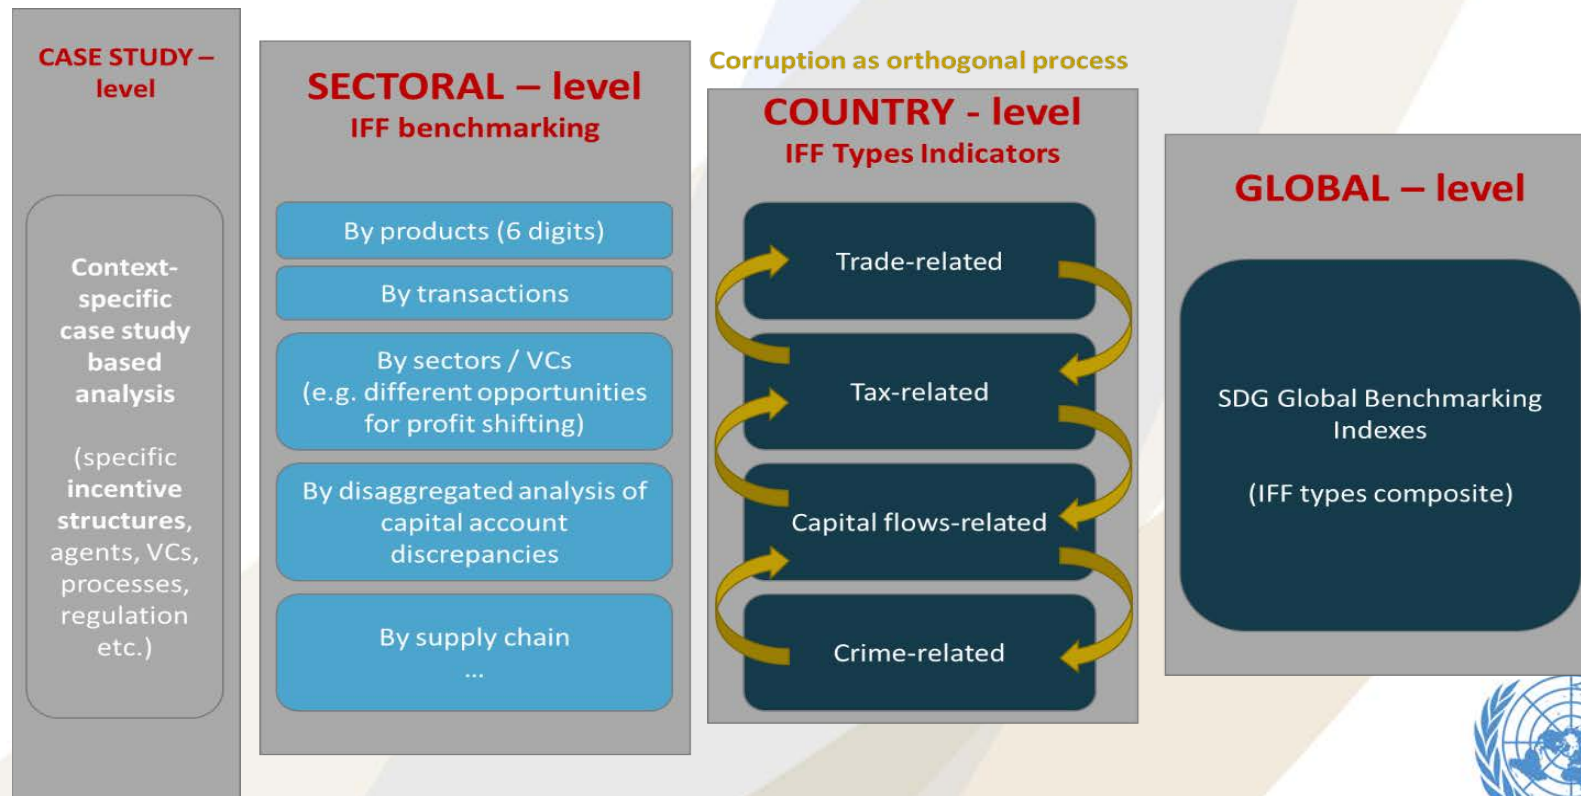 CASE STUDY –
level
Context-
specific
case study
based
analysis
(specific
incentive
structures,
agents, VCs,
processes,
regulation
etc.)
SECTORAL – level
IFF benchmarking
By products (6 digits)
By transactions
By sectors / VCs
(e.g. different opportunities
for profit shifting)
By disaggregated analysis of
capital account
discrepancies
By supply chain
...
Corruption as orthogonal process
COUNTRY - level
IFF Types Indicators
Trade-related
Tax-related
Capital flows-related
Crime-related
GLOBAL – level
SDG Global Benchmarking
Indexes
(IFF types composite)